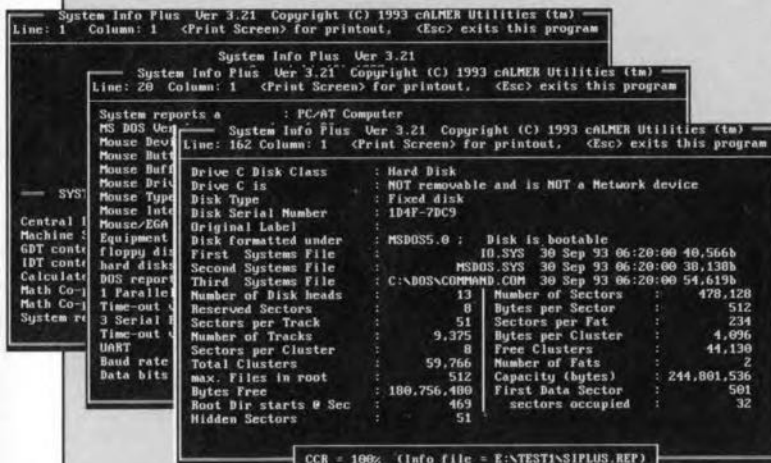 System Info Plus Ver 3.21 Copyright (C) 1993 cALMER Utilities (tm)
Line: 1 Column: 1 <Print Screen> for printout, <Esc> exits this program
System Info Plus Ver 3.21
SYST
Central
Machine
GDT conte
IDT conte
Calculate
Math Co-
Math Co-
System re
System Info Plus Ver 3.21 Copyright (C) 1993 cALMER Utilities (tm)
Line: 20 Column: 1 <Print Screen> for printout, <Esc> exits this program
System reports a : PC/AT Computer
MS DOS Ver
Mouse Devi
Mouse Butt
Mouse Buff
Mouse Driv
Mouse Type
Mouse Inte
Mouse/EGA
Equipment
floppy dis
hard disks
DOS report
1 Paralle
Time-out
3 Serial
Time-out
UART
Baud rate
Data bits
System Info Plus Ver 3.21 Copyright (C) 1993 cALMER Utilities (tm)
Line: 162 Column: 1 <Print Screen> for printout, <Esc> exits this program
Drive C Disk Class : Hard Disk
Drive C is : NOT removable and is NOT a Network device
Disk Type : Fixed disk
Disk Serial Number : 1D4F-7DC9
Original Label :
Disk formatted under : MSDOS5.0 ; Disk is bootable
First Systems File : IO.SYS 30 Sep 93 06:20:00 40,566b
Second Systems File : MSDOS.SYS 30 Sep 93 06:20:00 38,138b
Third Systems File : C:\DOS\COMMAND.COM 30 Sep 93 06:20:00 54,619b
Number of Disk heads : 13 Number of Sectors : 478,128
Reserved Sectors : 8 Bytes per Sector : 512
Sectors per Track : 51 Sectors per Fat : 234
Number of Tracks : 9,375 Bytes per Cluster : 4,096
Sectors per Cluster : 8 Free Clusters : 44,130
Total Clusters : 59,766 Number of Fats : 2
max. Files in root : 512 Capacity (bytes) : 244,801,536
Bytes Free : 180,756,480 First Data Sector : 501
Root Dir starts @ Sec : 469 sectors occupied : 32
Hidden Sectors : 51
CCR = 100% (Info file = E:\TEST1\SIPLUS.REP)